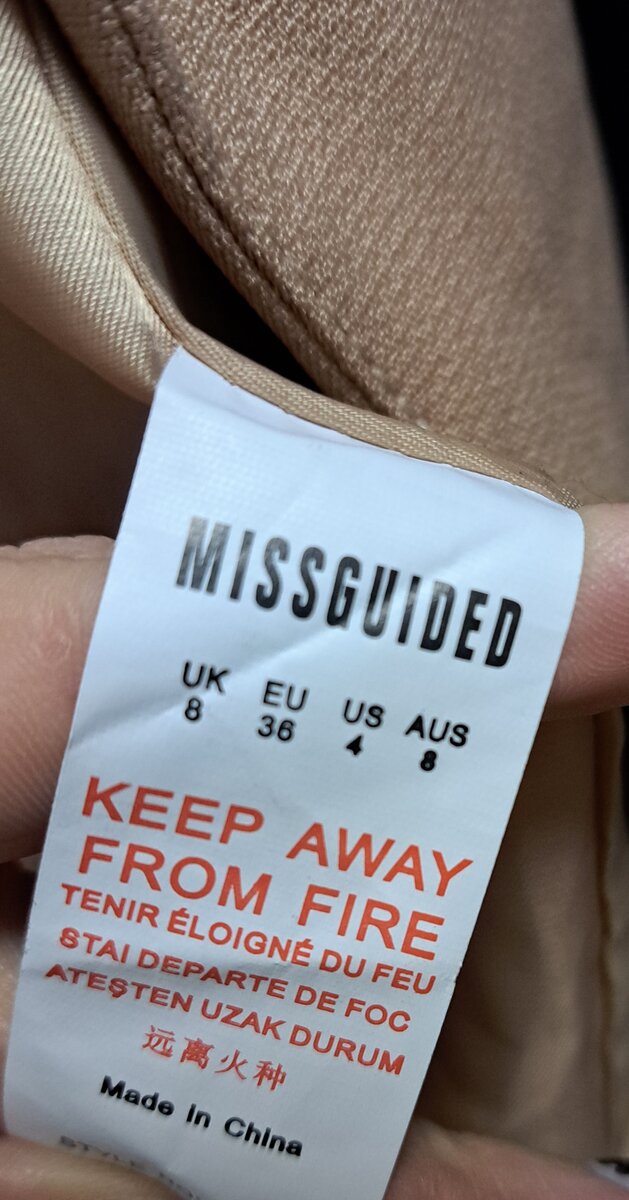 MISSGUIDED
UK EU US AUS
8 36 4 8
KEEP AWAY
FROM FIRE
TENIR ÉLOIGNÉ DU FEU
STAI DEPARTE DE FOC
ATEŞTEN UZAK DURUM
远离火种
Made in China